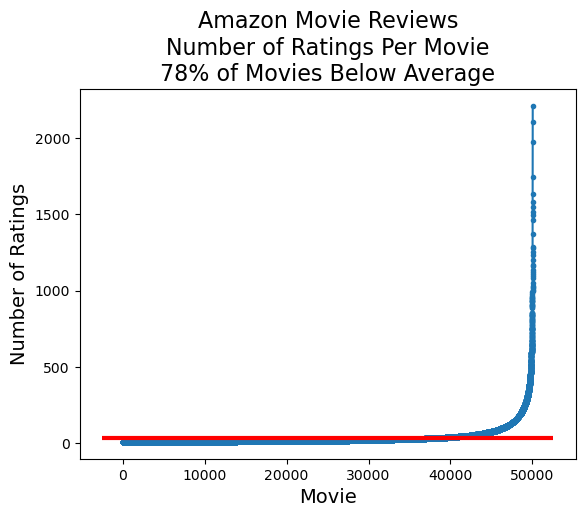 Amazon Movie Reviews
Number of Ratings Per Movie
78% of Movies Below Average
Number of Ratings
2000
1500
1000
500
0
0 10000 20000 30000 40000 50000
Movie